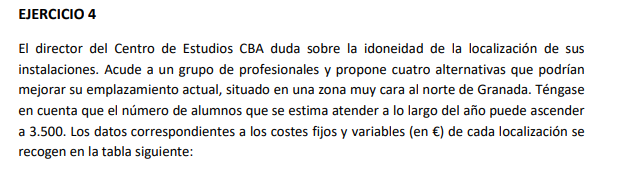 EJERCICIO 4
El director del Centro de Estudios CBA duda sobre la idoneidad de la localización de sus
instalaciones. Acude a un grupo de profesionales y propone cuatro alternativas que podrían
mejorar su emplazamiento actual, situado en una zona muy cara al norte de Granada. Téngase
en cuenta que el número de alumnos que se estima atender a lo largo del año puede ascender
a 3.500. Los datos correspondientes a los costes fijos y variables (en €) de cada localización se
recogen en la tabla siguiente: